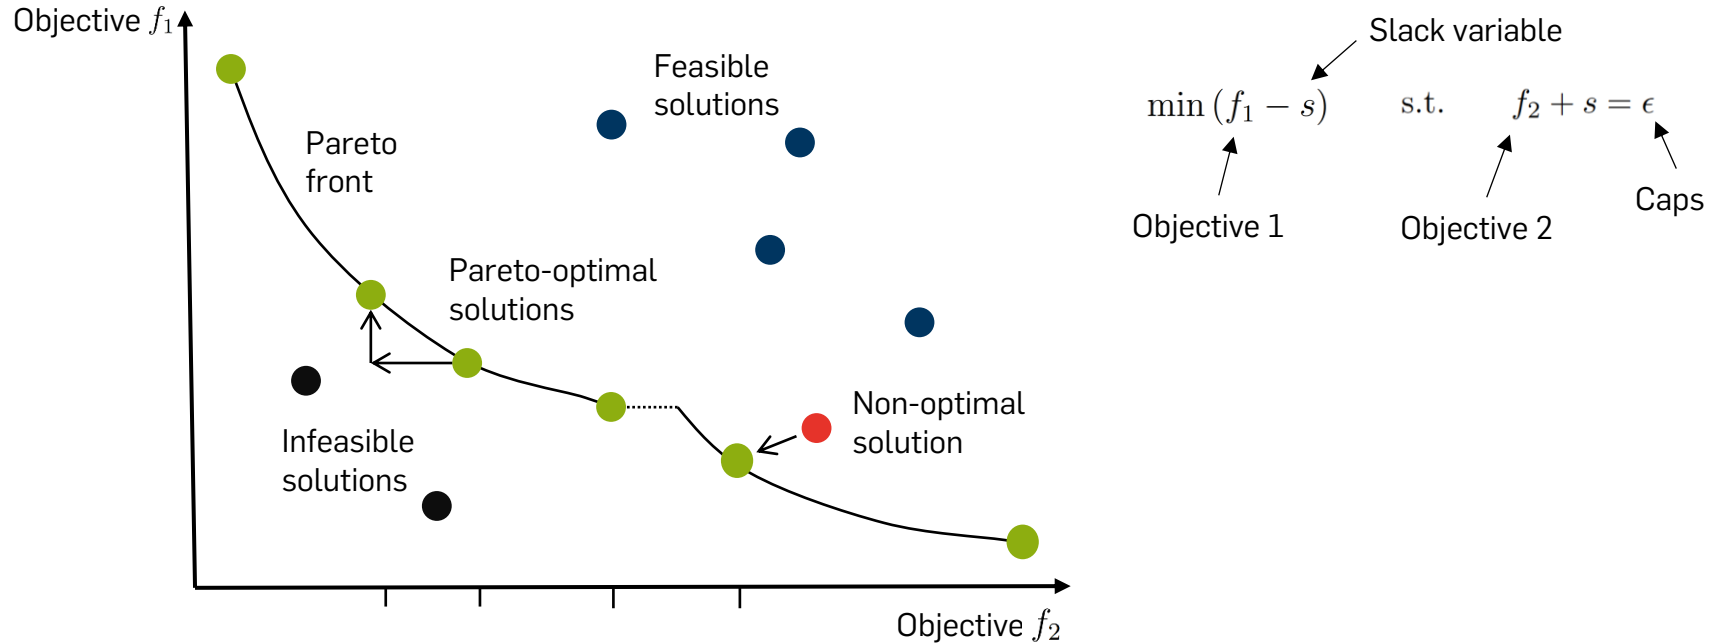 Objective f₁
Feasible
solutions
Pareto
front
Pareto-optimal
solutions
Infeasible
solutions
Non-optimal
solution
Objective f₂
Slack variable
min (f₁ − s) s.t. f₂ + s = ϵ
Objective 1
Objective 2
Caps